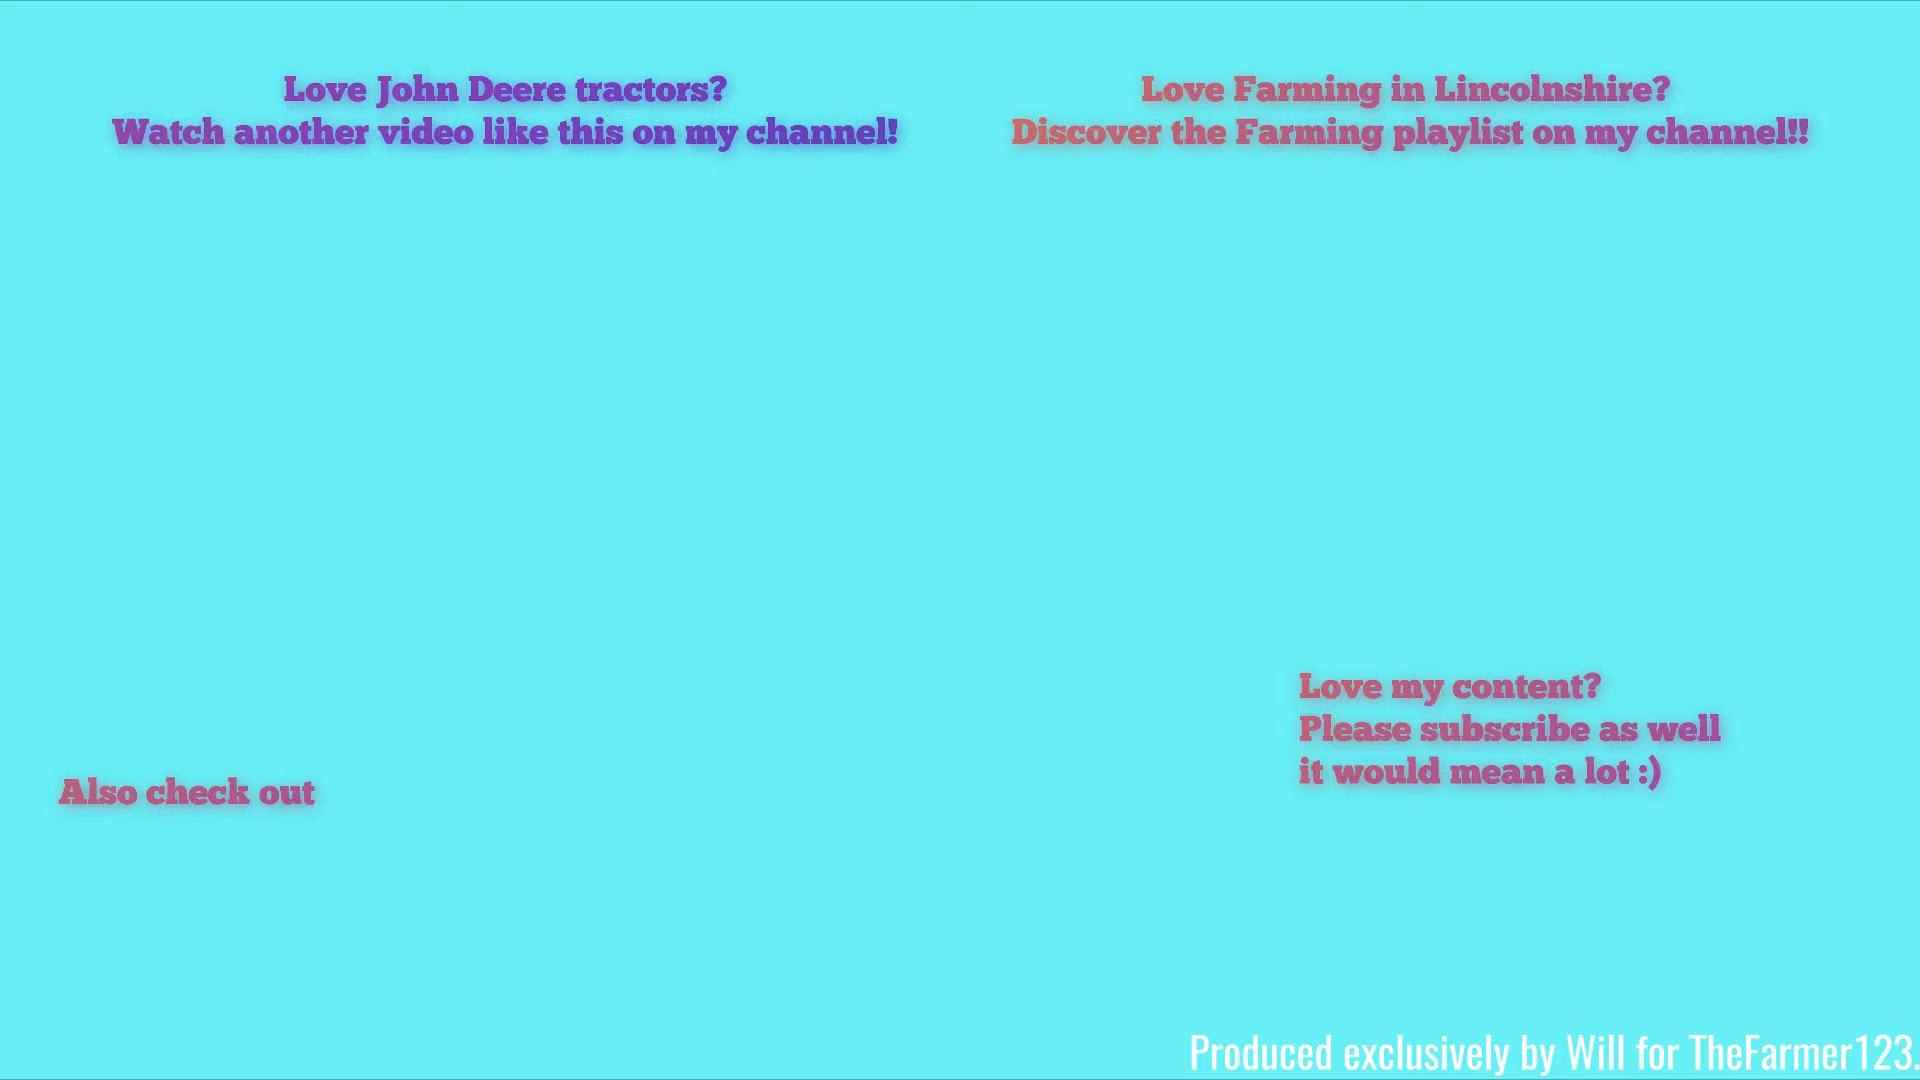 Love John Deere tractors?
Watch another video like this on my channel!
Love Farming in Lincolnshire?
Discover the Farming playlist on my channel!!
Love my content?
Please subscribe as well
it would mean a lot :)
Also check out
Produced exclusively by Will for TheFarmer123.